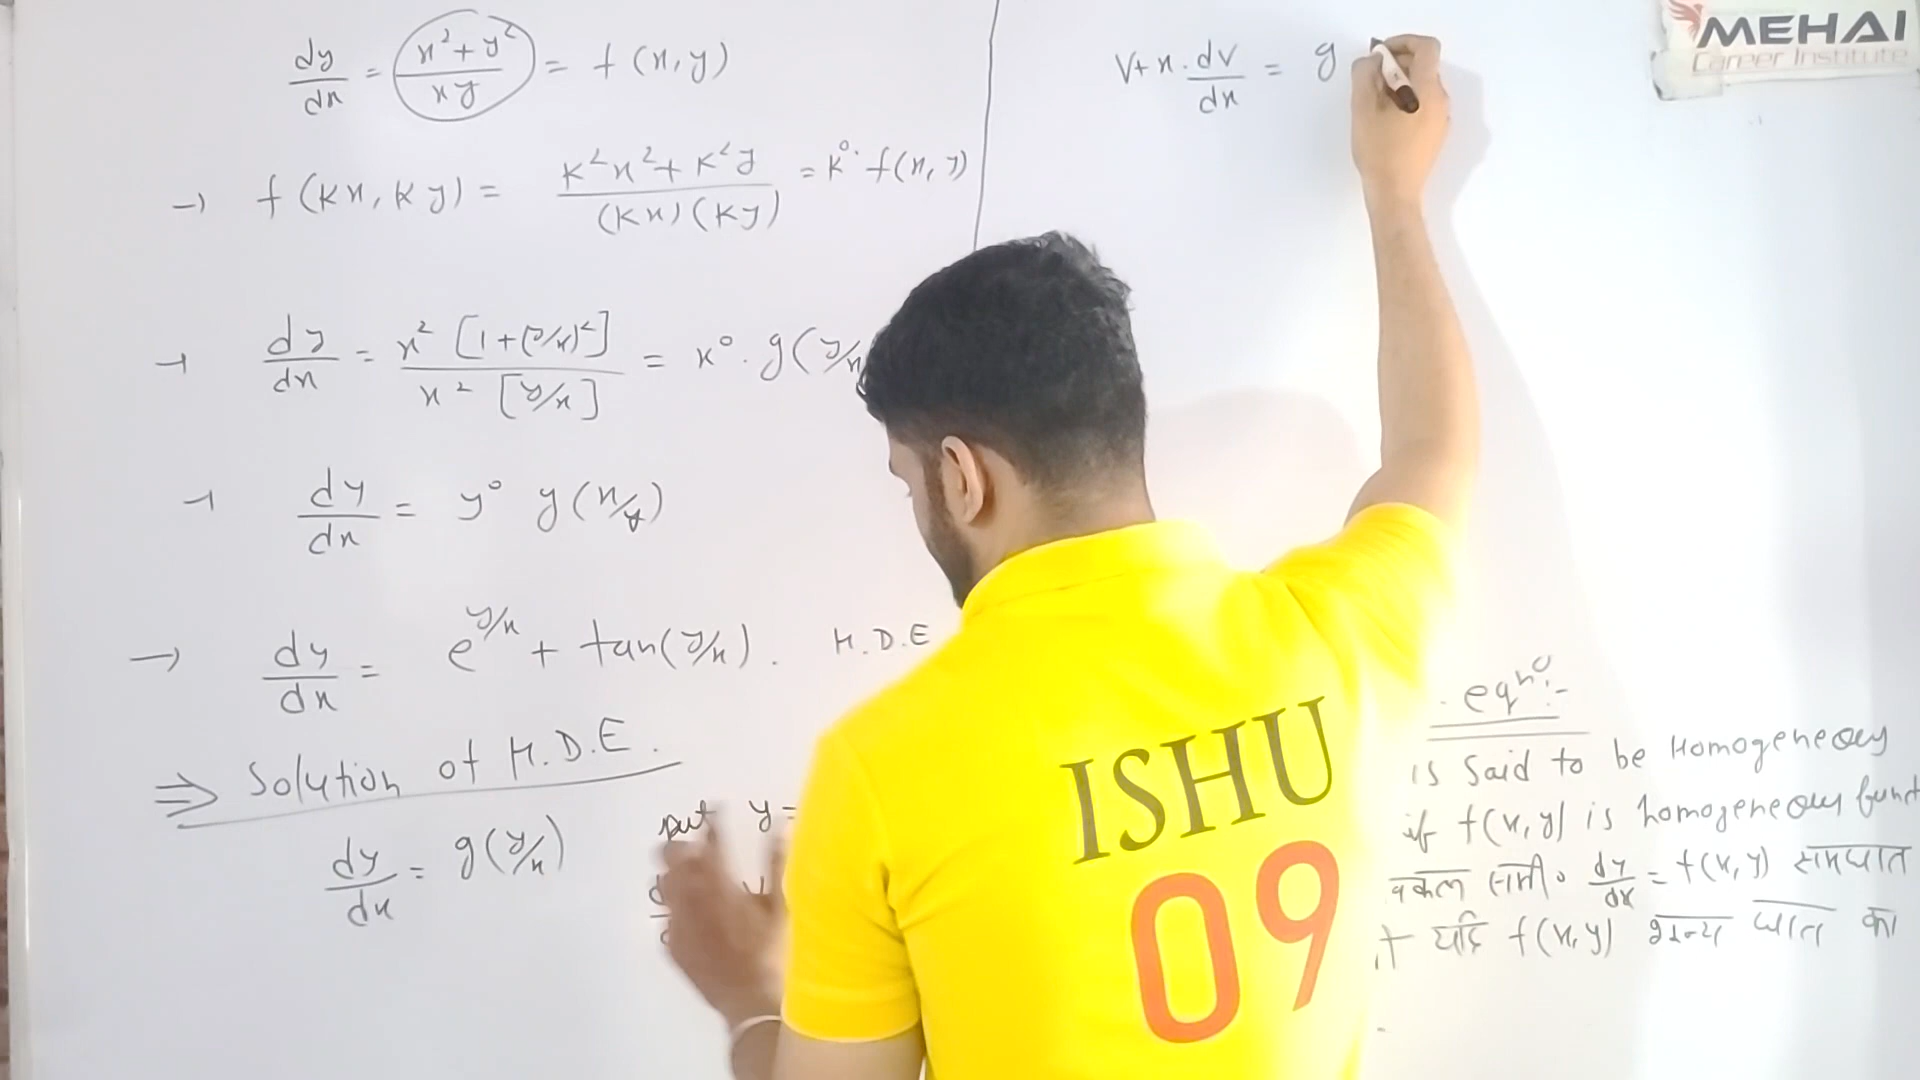 dy/dx = x²+y²/xy = f(x,y)
→ f(kx, ky) = k²x²+k²y/(kx)(ky) = k⁰· f(x,y)
→ dy/dx = x² [1+(y/x)²]/x² [y/x] = x⁰ · g(y/x
→ dy/dx = y⁰ g(x/y)
→ dy/dx = e^(y/x) + tan(y/x). H.D.E
⇒ Solution of H.D.E.
dy/dx = g(y/x)
put y=
v
v+x·dv/dx = g
MEHAI
Career Institute
ISHU
09
eqⁿ:-
is said to be Homogeneous
if f(x,y) is homogeneous funct
वकल समी॰ dy/dx = f(x,y) समघात
यदि f(x,y) शून्य घात का